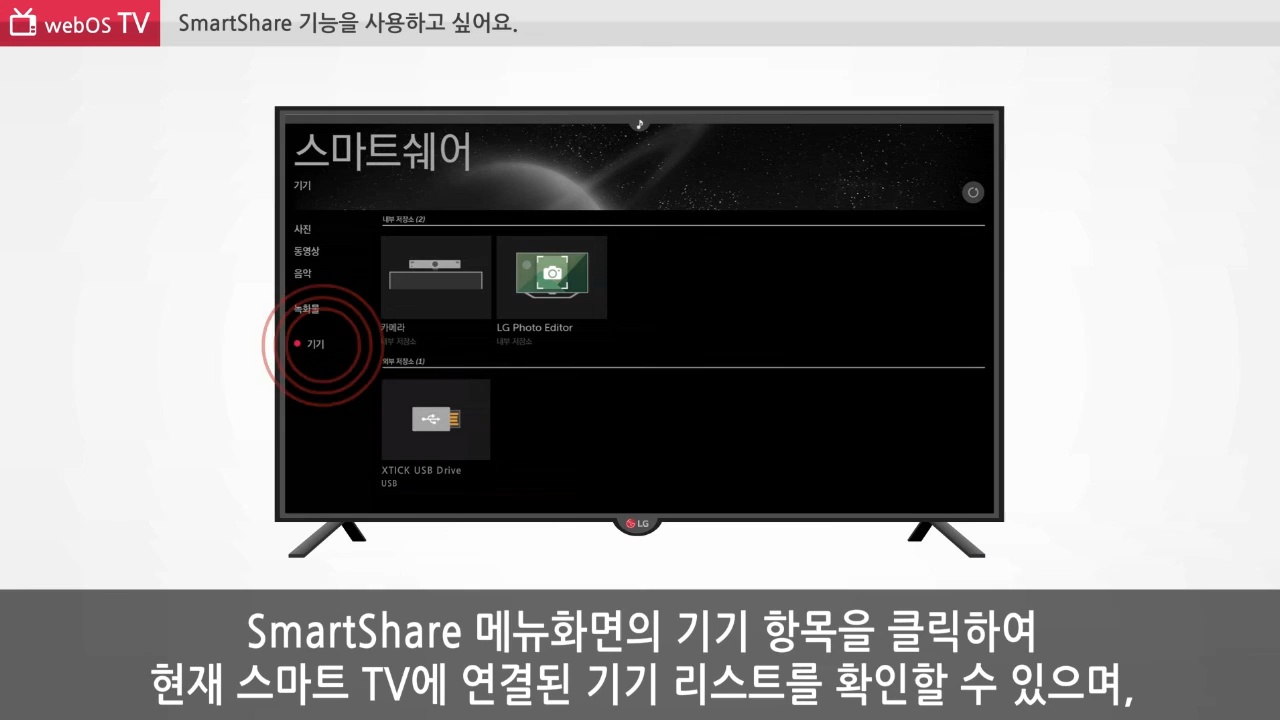 webOS TV
SmartShare 기능을 사용하고 싶어요.
스마트쉐어
기기
내부 저장소 (2)
사진
동영상
음악
녹화물
기기
카메라
내부 저장소
LG Photo Editor
내부 저장소
외부 저장소 (1)
XTICK USB Drive
USB
LG
SmartShare 메뉴화면의 기기 항목을 클릭하여
현재 스마트 TV에 연결된 기기 리스트를 확인할 수 있으며,